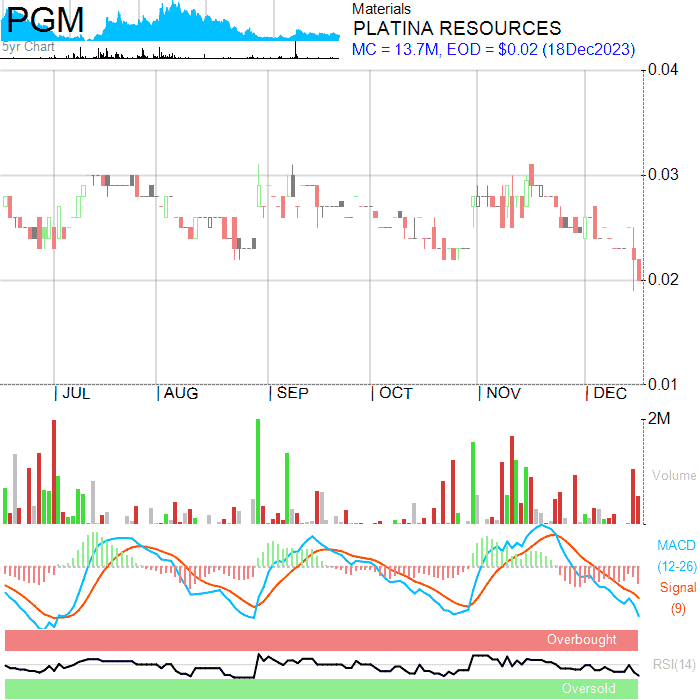 PGM
5yr Chart
Materials
PLATINA RESOURCES
MC = 13.7M, EOD = $0.02 (18Dec2023)
0.04
0.03
0.02
0.01
| JUL | AUG | SEP | OCT | NOV | DEC
2M
Volume
MACD
(12-26)
Signal
(9)
Overbought
RSI(14)
Oversold